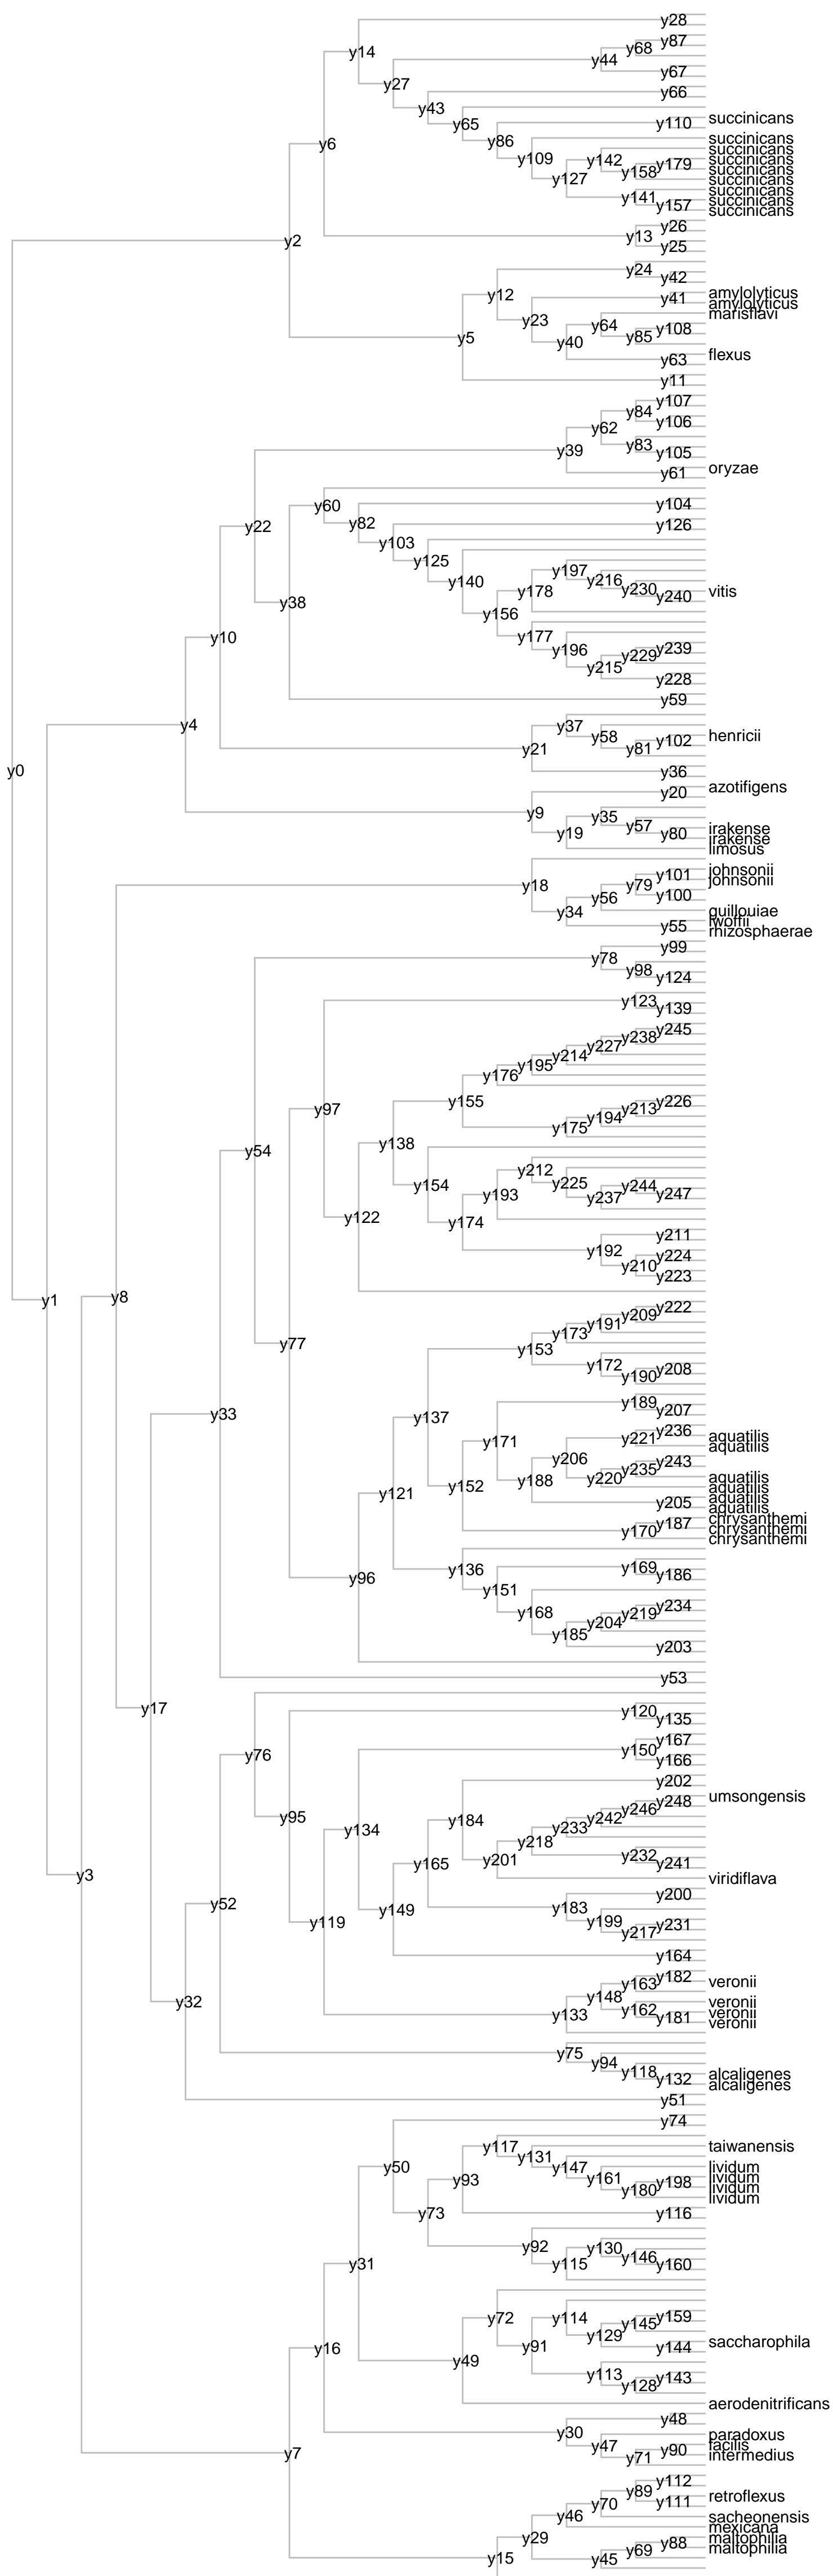 y28
y87
y68
y14
y44
y67
y27
y66
y43
succinicans
y110
y65
succinicans
y86
y6
succinicans
y142
y109
succinicans
y179
succinicans
y158
y127
succinicans
succinicans
y141
succinicans
y157
succinicans
y26
y13
y2
y25
y24
y42
amylolyticus
y12
y41
amylolyticus
marisflavi
y23
y64
y108
y85
y5
y40
flexus
y63
y11
y107
y84
y106
y62
y83
y39
y105
oryzae
y61
y60
y104
y82
y126
y22
y103
y125
y197
y140
y216
y178
y230
vitis
y240
y38
y156
y177
y10
y239
y196
y229
y215
y228
y59
y4
y37
henricii
y58
y102
y21
y81
y0
y36
azotifigens
y20
y9
y35
y57
irakense
y19
y80
irakense
limosus
johnsonii
y101
johnsonii
y18
y79
y100
y56
guillouiae
y34
lwoffii
y55
rhizosphaerae
y99
y78
y98
y124
y123
y139
y245
y238
y227
y214
y195
y176
y155
y226
y97
y213
y194
y175
y138
y54
y212
y225
y154
y244
y193
y247
y237
y122
y174
y211
y192
y224
y210
y223
y8
y1
y222
y209
y191
y173
y77
y153
y172
y208
y190
y189
y207
y33
y137
y236
aquatilis
y221
y171
aquatilis
y206
y243
y235
aquatilis
y220
y188
y152
aquatilis
y121
aquatilis
y205
aquatilis
chrysanthemi
y187
chrysanthemi
y170
chrysanthemi
y169
y136
y186
y96
y151
y234
y168
y219
y204
y185
y203
y53
y17
y120
y135
y167
y150
y76
y166
y202
umsongensis
y248
y246
y95
y242
y184
y233
y134
y218
y232
y201
y241
y165
y3
viridiflava
y200
y52
y183
y149
y199
y119
y231
y217
y164
y182
veronii
y163
y148
y32
veronii
y162
veronii
y133
y181
veronii
y75
y94
y118
alcaligenes
y132
alcaligenes
y51
y74
y117
taiwanensis
y131
y50
lividum
y147
y161
lividum
y93
y198
lividum
y180
lividum
y73
y116
y92
y130
y146
y31
y115
y160
y159
y72
y114
y145
y129
saccharophila
y91
y144
y16
y49
y113
y143
y128
aerodenitrificans
y48
y30
paradoxus
facilis
y47
y90
y7
intermedius
y71
y112
y89
retroflexus
y111
y70
y46
sacheonensis
mexicana
y29
maltophilia
y88
maltophilia
y69
y15
y45